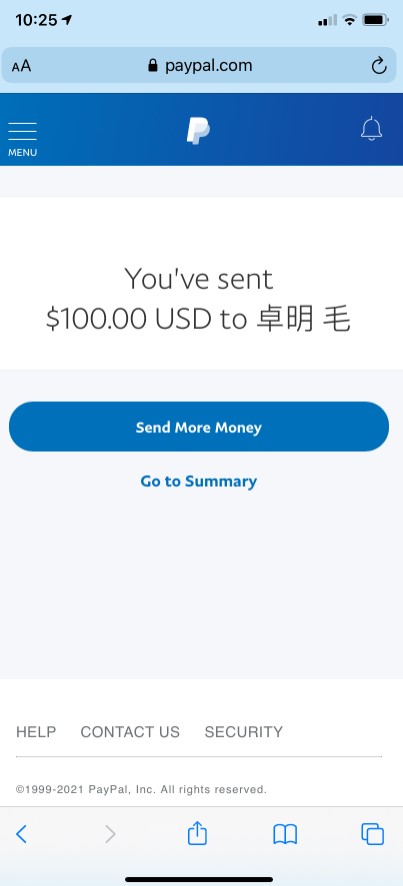 10:25
AA
paypal.com
MENU
You've sent
$100.00 USD to 卓明 毛
Send More Money
Go to Summary
HELP CONTACT US SECURITY
©1999-2021 PayPal, Inc. All rights reserved.